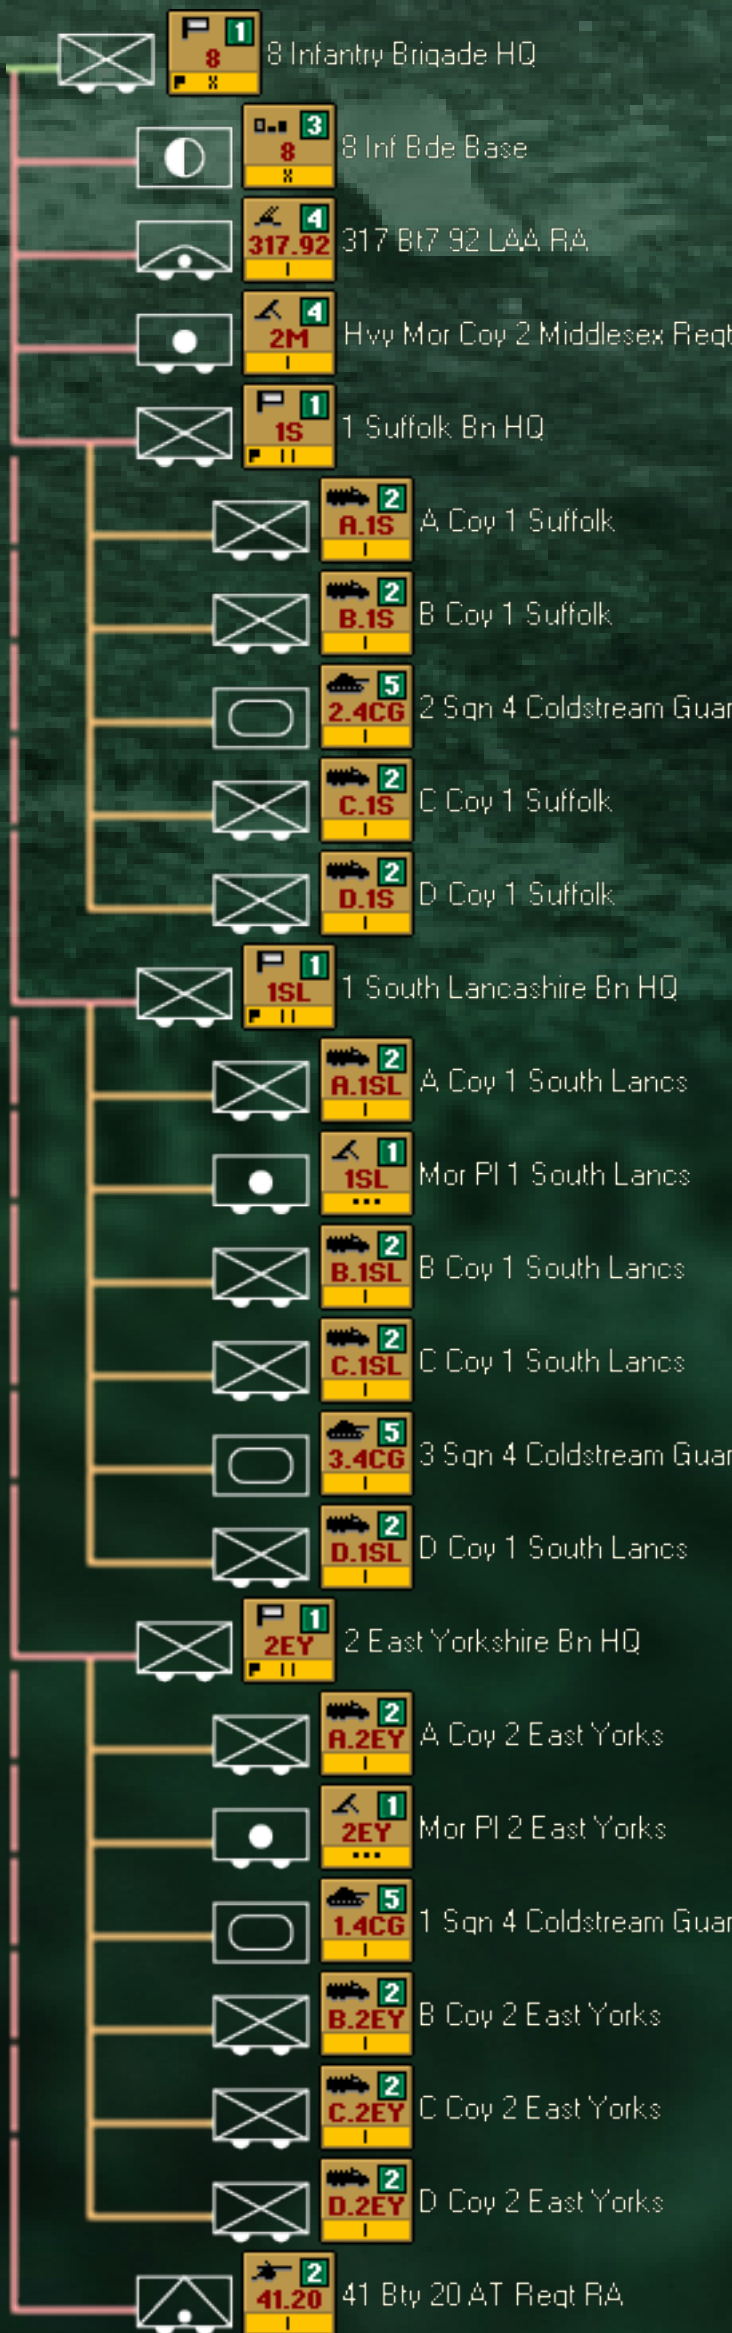 1
8
X
8 Infantry Brigade HQ
3
8
X
8 Inf Bde Base
4
317.92
I
317 Bt7 92 LAA RA
4
2M
I
Hvy Mor Coy 2 Middlesex Regt
1
1S
II
1 Suffolk Bn HQ
2
A.1S
I
A Coy 1 Suffolk
2
B.1S
I
B Coy 1 Suffolk
5
2.4CG
I
2 Sqn 4 Coldstream Guar
2
C.1S
I
C Coy 1 Suffolk
2
D.1S
I
D Coy 1 Suffolk
1
1SL
II
1 South Lancashire Bn HQ
2
A.1SL
I
A Coy 1 South Lancs
1
1SL
•••
Mor Pl 1 South Lancs
2
B.1SL
I
B Coy 1 South Lancs
2
C.1SL
I
C Coy 1 South Lancs
5
3.4CG
I
3 Sqn 4 Coldstream Guar
2
D.1SL
I
D Coy 1 South Lancs
1
2EY
II
2 East Yorkshire Bn HQ
2
A.2EY
I
A Coy 2 East Yorks
1
2EY
•••
Mor Pl 2 East Yorks
5
1.4CG
I
1 Sqn 4 Coldstream Guar
2
B.2EY
I
B Coy 2 East Yorks
2
C.2EY
I
C Coy 2 East Yorks
2
D.2EY
I
D Coy 2 East Yorks
2
41.20
I
41 Bty 20 AT Regt RA